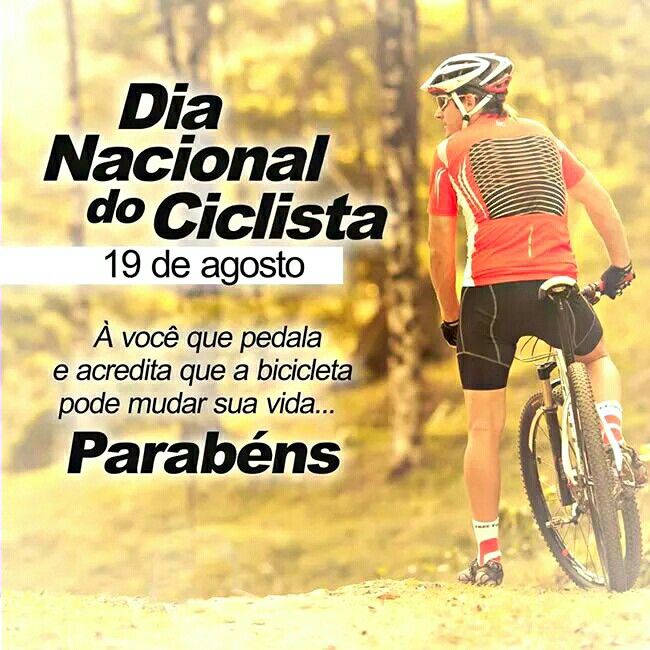 Dia
Nacional
do Ciclista
19 de agosto
À você que pedala
e acredita que a bicicleta
pode mudar sua vida...
Parabéns